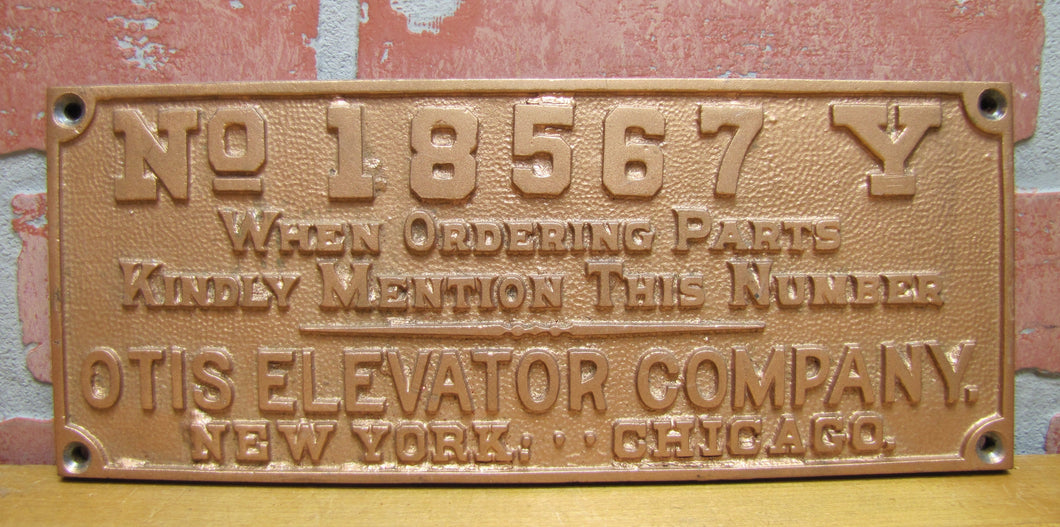 No 18567 Y
When Ordering Parts
Kindly Mention This Number
OTIS ELEVATOR COMPANY.
NEW YORK: '' CHICAGO.